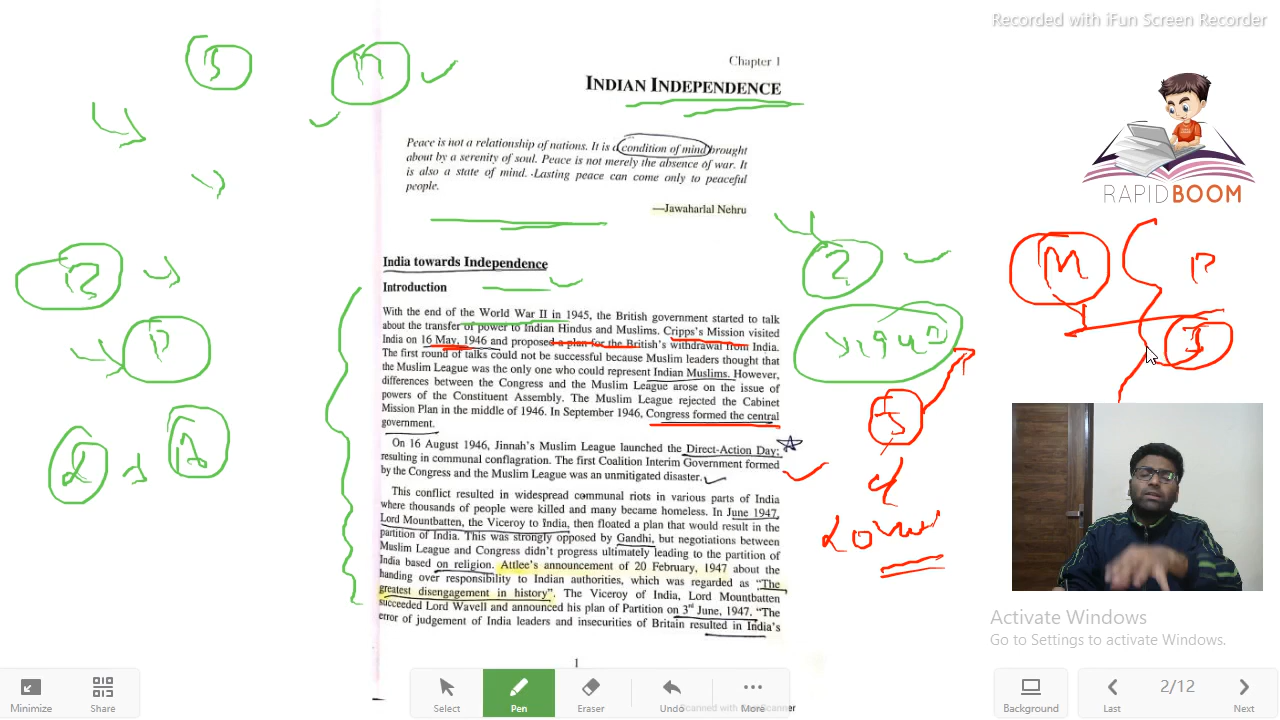 Recorded with iFun Screen Recorder
Chapter 1
INDIAN INDEPENDENCE
Peace is not a relationship of nations. It is a condition of mind brought
about by a serenity of soul. Peace is not merely the absence of war. It
is also a state of mind. Lasting peace can come only to peaceful
people.
—Jawaharlal Nehru
RAPIDBOOM
India towards Independence
Introduction
With the end of the World War II in 1945, the British government started to talk
about the transfer of power to Indian Hindus and Muslims. Cripps's Mission visited
India on 16 May, 1946 and proposed a plan for the British's withdrawal from India.
The first round of talks could not be successful because Muslim leaders thought that
the Muslim League was the only one who could represent Indian Muslims. However,
differences between the Congress and the Muslim League arose on the issue of
powers of the Constituent Assembly. The Muslim League rejected the Cabinet
Mission Plan in the middle of 1946. In September 1946, Congress formed the central
government.
On 16 August 1946, Jinnah's Muslim League launched the Direct-Action Day;
resulting in communal conflagration. The first Coalition Interim Government formed
by the Congress and the Muslim League was an unmitigated disaster.
This conflict resulted in widespread communal riots in various parts of India
where thousands of people were killed and many became homeless. In June 1947,
Lord Mountbatten, the Viceroy to India, then floated a plan that would result in the
partition of India. This was strongly opposed by Gandhi, but negotiations between
Muslim League and Congress didn't progress ultimately leading to the partition of
India based on religion. Attlee's announcement of 20 February, 1947 about the
handing over responsibility to Indian authorities, which was regarded as "The
greatest disengagement in history". The Viceroy of India, Lord Mountbatten
succeeded Lord Wavell and announced his plan of Partition on 3rd June, 1947. "The
error of judgement of India leaders and insecurities of Britain resulted in India's
1
Activate Windows
Go to Settings to activate Windows.
Minimize
Share
Select
Pen
Eraser
Undo
More
Background
Last
2/12
Next